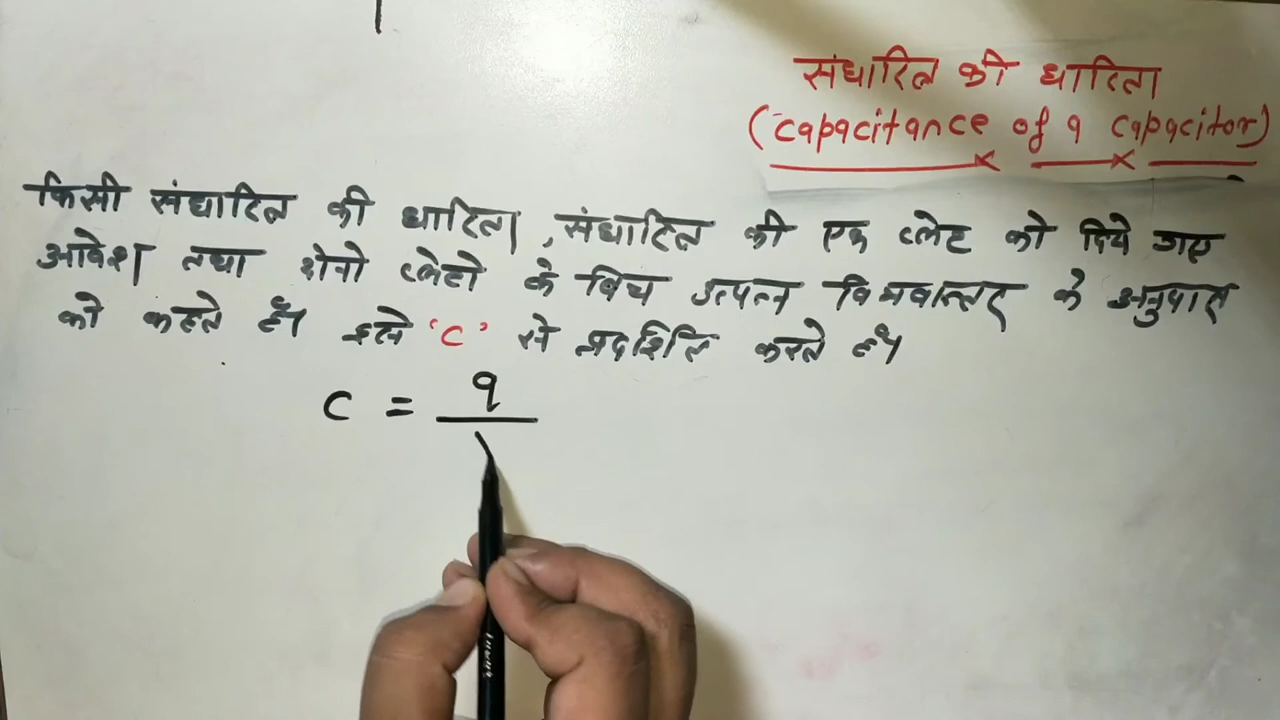 संधारित्र की धारिता
(capacitance of a capacitor)
किसी संधारित्र की धारिता, संधारित्र की एक प्लेट को दिये गए
आवेश तथा दोनो प्लेटो के विच उत्पन्न विभवान्तर के अनुपात
को कहते है। इसे 'C' से प्रदर्शित करते है।
C = q